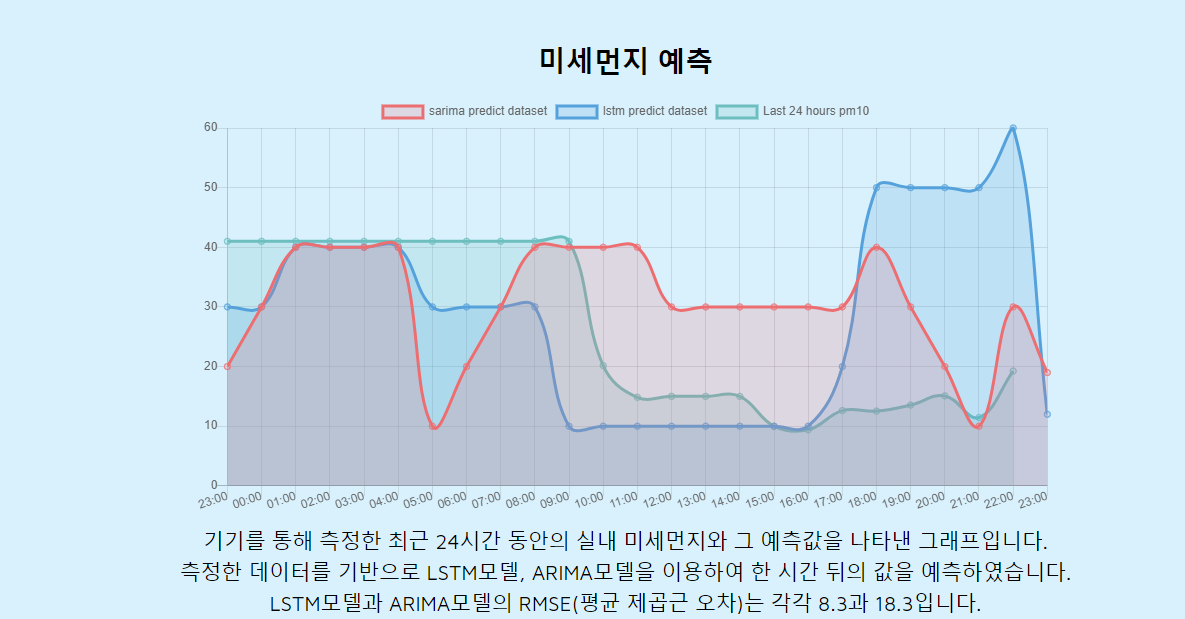 미세먼지 예측
sarima predict dataset lstm predict dataset Last 24 hours pm10
60
50
40
30
20
10
0
23:00 00:00 01:00 02:00 03:00 04:00 05:00 06:00 07:00 08:00 09:00 10:00 11:00 12:00 13:00 14:00 15:00 16:00 17:00 18:00 19:00 20:00 21:00 22:00 23:00
기기를 통해 측정한 최근 24시간 동안의 실내 미세먼지와 그 예측값을 나타낸 그래프입니다.
측정한 데이터를 기반으로 LSTM모델, ARIMA모델을 이용하여 한 시간 뒤의 값을 예측하였습니다.
LSTM모델과 ARIMA모델의 RMSE(평균 제곱근 오차)는 각각 8.3과 18.3입니다.